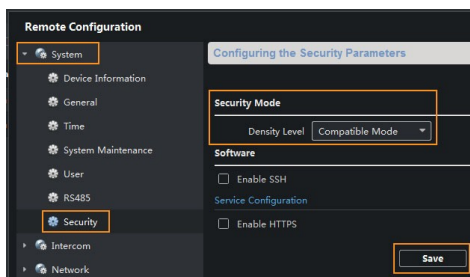 Remote Configuration
System
Device Information
General
Time
System Maintenance
User
RS485
Security
Intercom
Network
Configuring the Security Parameters
Security Mode
Density Level Compatible Mode
Software
Enable SSH
Service Configuration
Enable HTTPS
Save